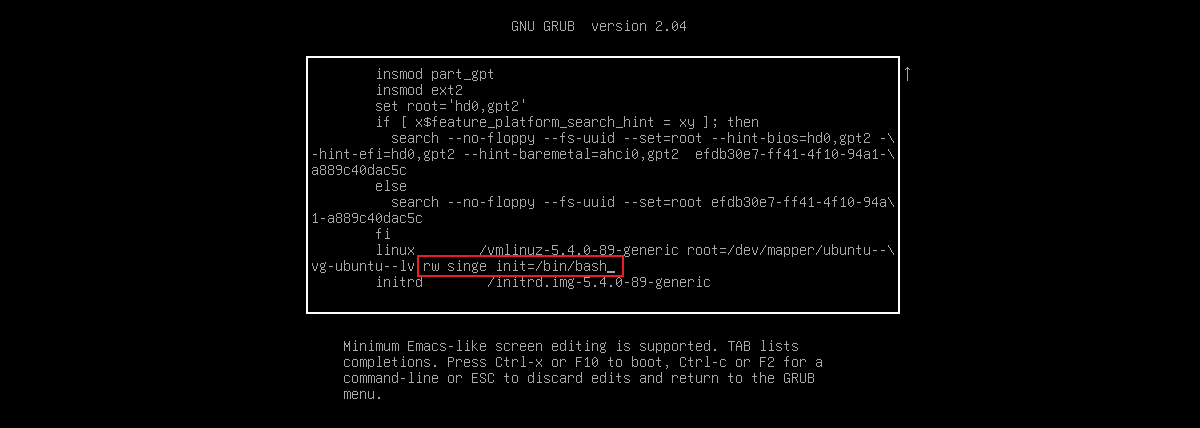 GNU GRUB  version 2.04
↑
insmod part_gpt
insmod ext2
set root='hd0,gpt2'
if [ x$feature_platform_search_hint = xy ]; then
search --no-floppy --fs-uuid --set=root --hint-bios=hd0,gpt2 -\
-hint-efi=hd0,gpt2 --hint-baremetal=ahci0,gpt2  efdb30e7-ff41-4f10-94a1-\
a889c40dac5c
else
search --no-floppy --fs-uuid --set=root efdb30e7-ff41-4f10-94a\
1-a889c40dac5c
fi
linux        /vmlinuz-5.4.0-89-generic root=/dev/mapper/ubuntu--\
vg-ubuntu--lv rw singe init=/bin/bash_
initrd        /initrd.img-5.4.0-89-generic
Minimum Emacs-like screen editing is supported. TAB lists
completions. Press Ctrl-x or F10 to boot, Ctrl-c or F2 for a
command-line or ESC to discard edits and return to the GRUB
menu.